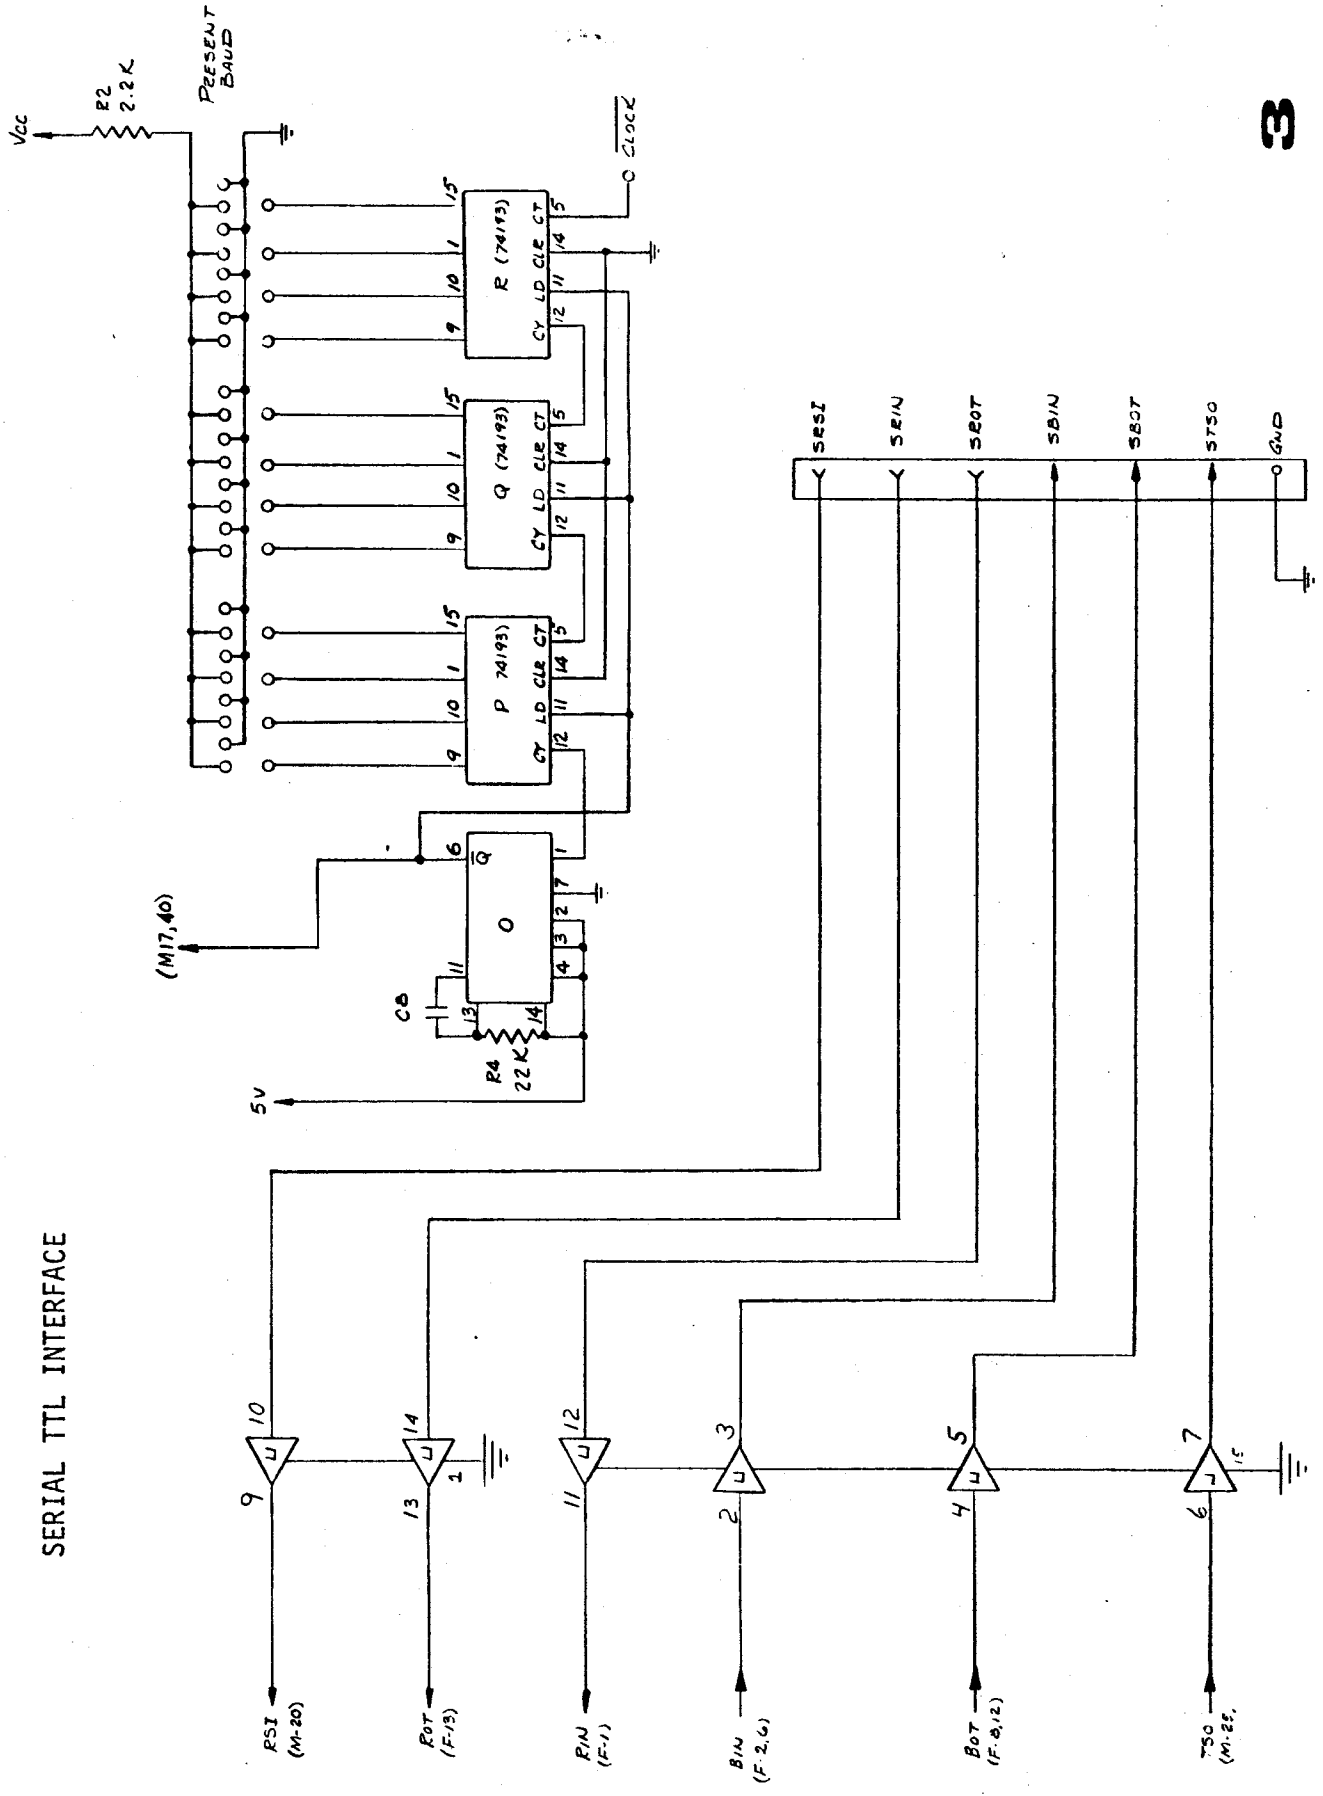 SERIAL TTL INTERFACE
VCC
R2
2.2K
PRESENT
BAUD
15
1
10
9
15
1
10
9
15
1
10
9
R (74193)
CY LD CLR CT
12 11 14 5
CLOCK
Q (74193)
CY LD CLR CT
12 11 14 5
P 74193)
CY LD CLR CT
12 11 14 5
(M17,40)
6
Q
O
11
C8
13
14
R4
22K
4 3 2 7 1
5V
SRSI
SRIN
SROT
SBIN
SBOT
STSO
GND
9
10
U
RSI
(M-20)
13
14
U
1
ROT
(F-13)
11
12
U
RIN
(F-1)
2
3
U
BIN
(F-2,6)
4
5
U
BOT
(F-8,12)
6
7
15
TSO
(M-25,
3